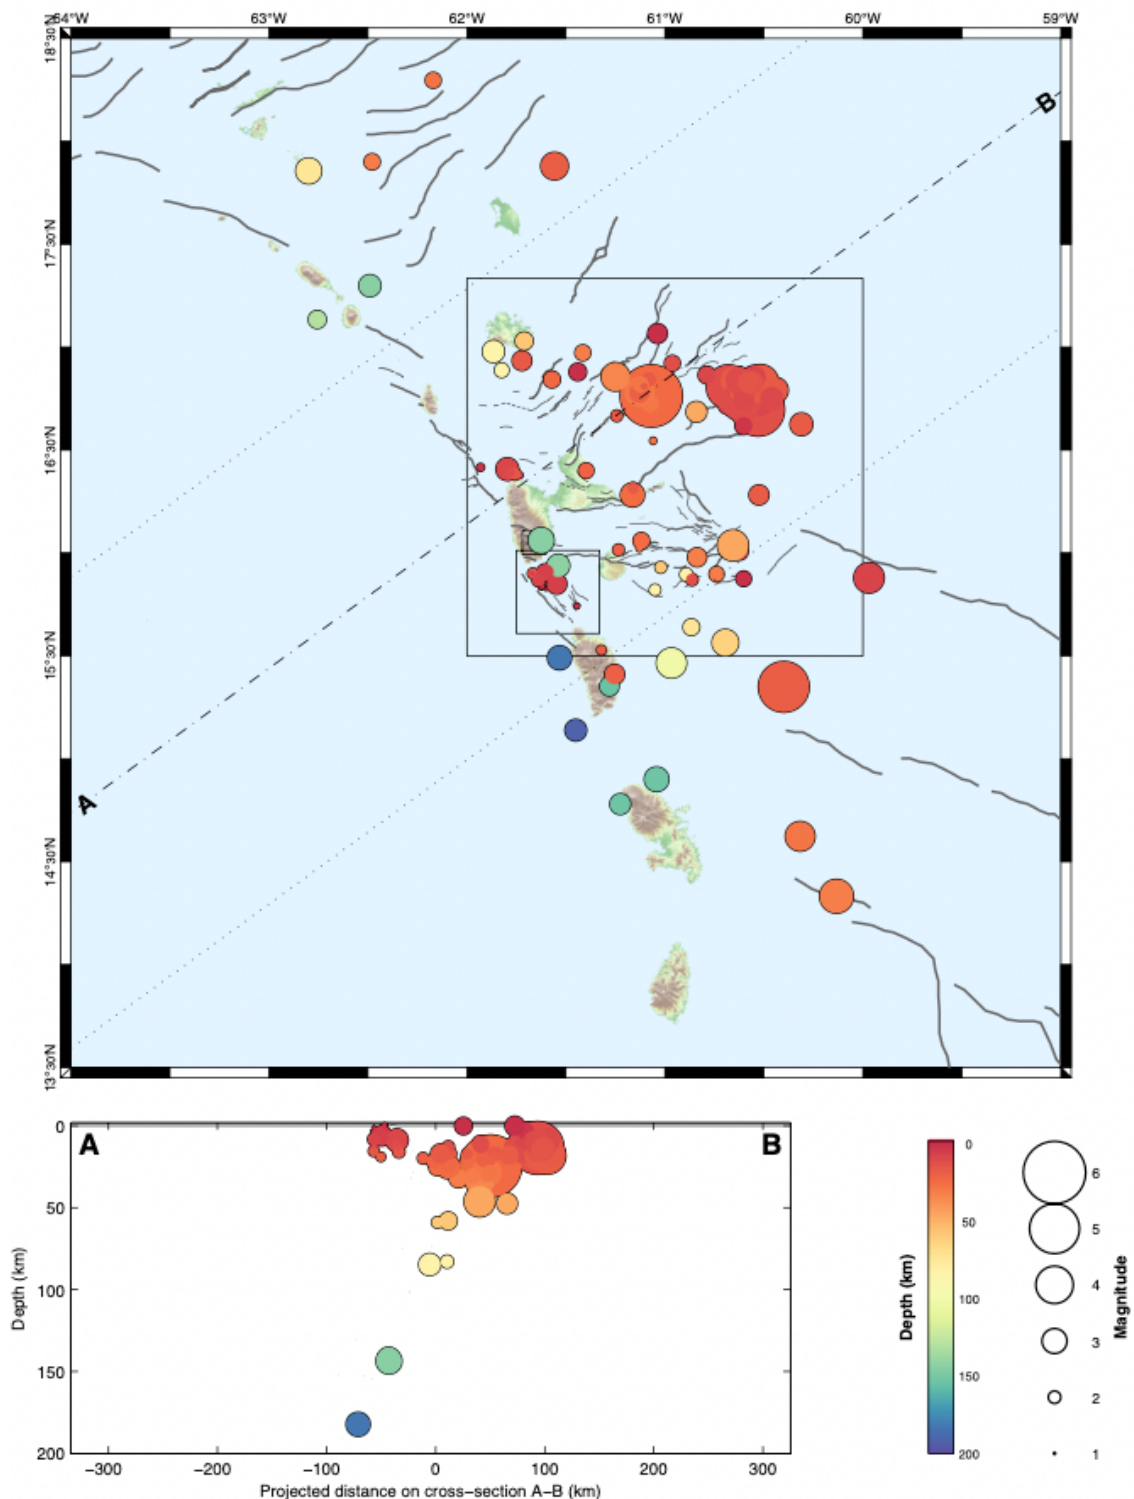 64°W 63°W 62°W 61°W 60°W 59°W
18°30'N
B
17°30'N
16°30'N
15°30'N
A
14°30'N
13°30'N
A B
0
50
100
150
200
Depth (km)
−300 −200 −100 0 100 200 300
Projected distance on cross−section A−B (km)
Depth (km)
0
50
100
150
200
6
5
4
3
2
1
Magnitude